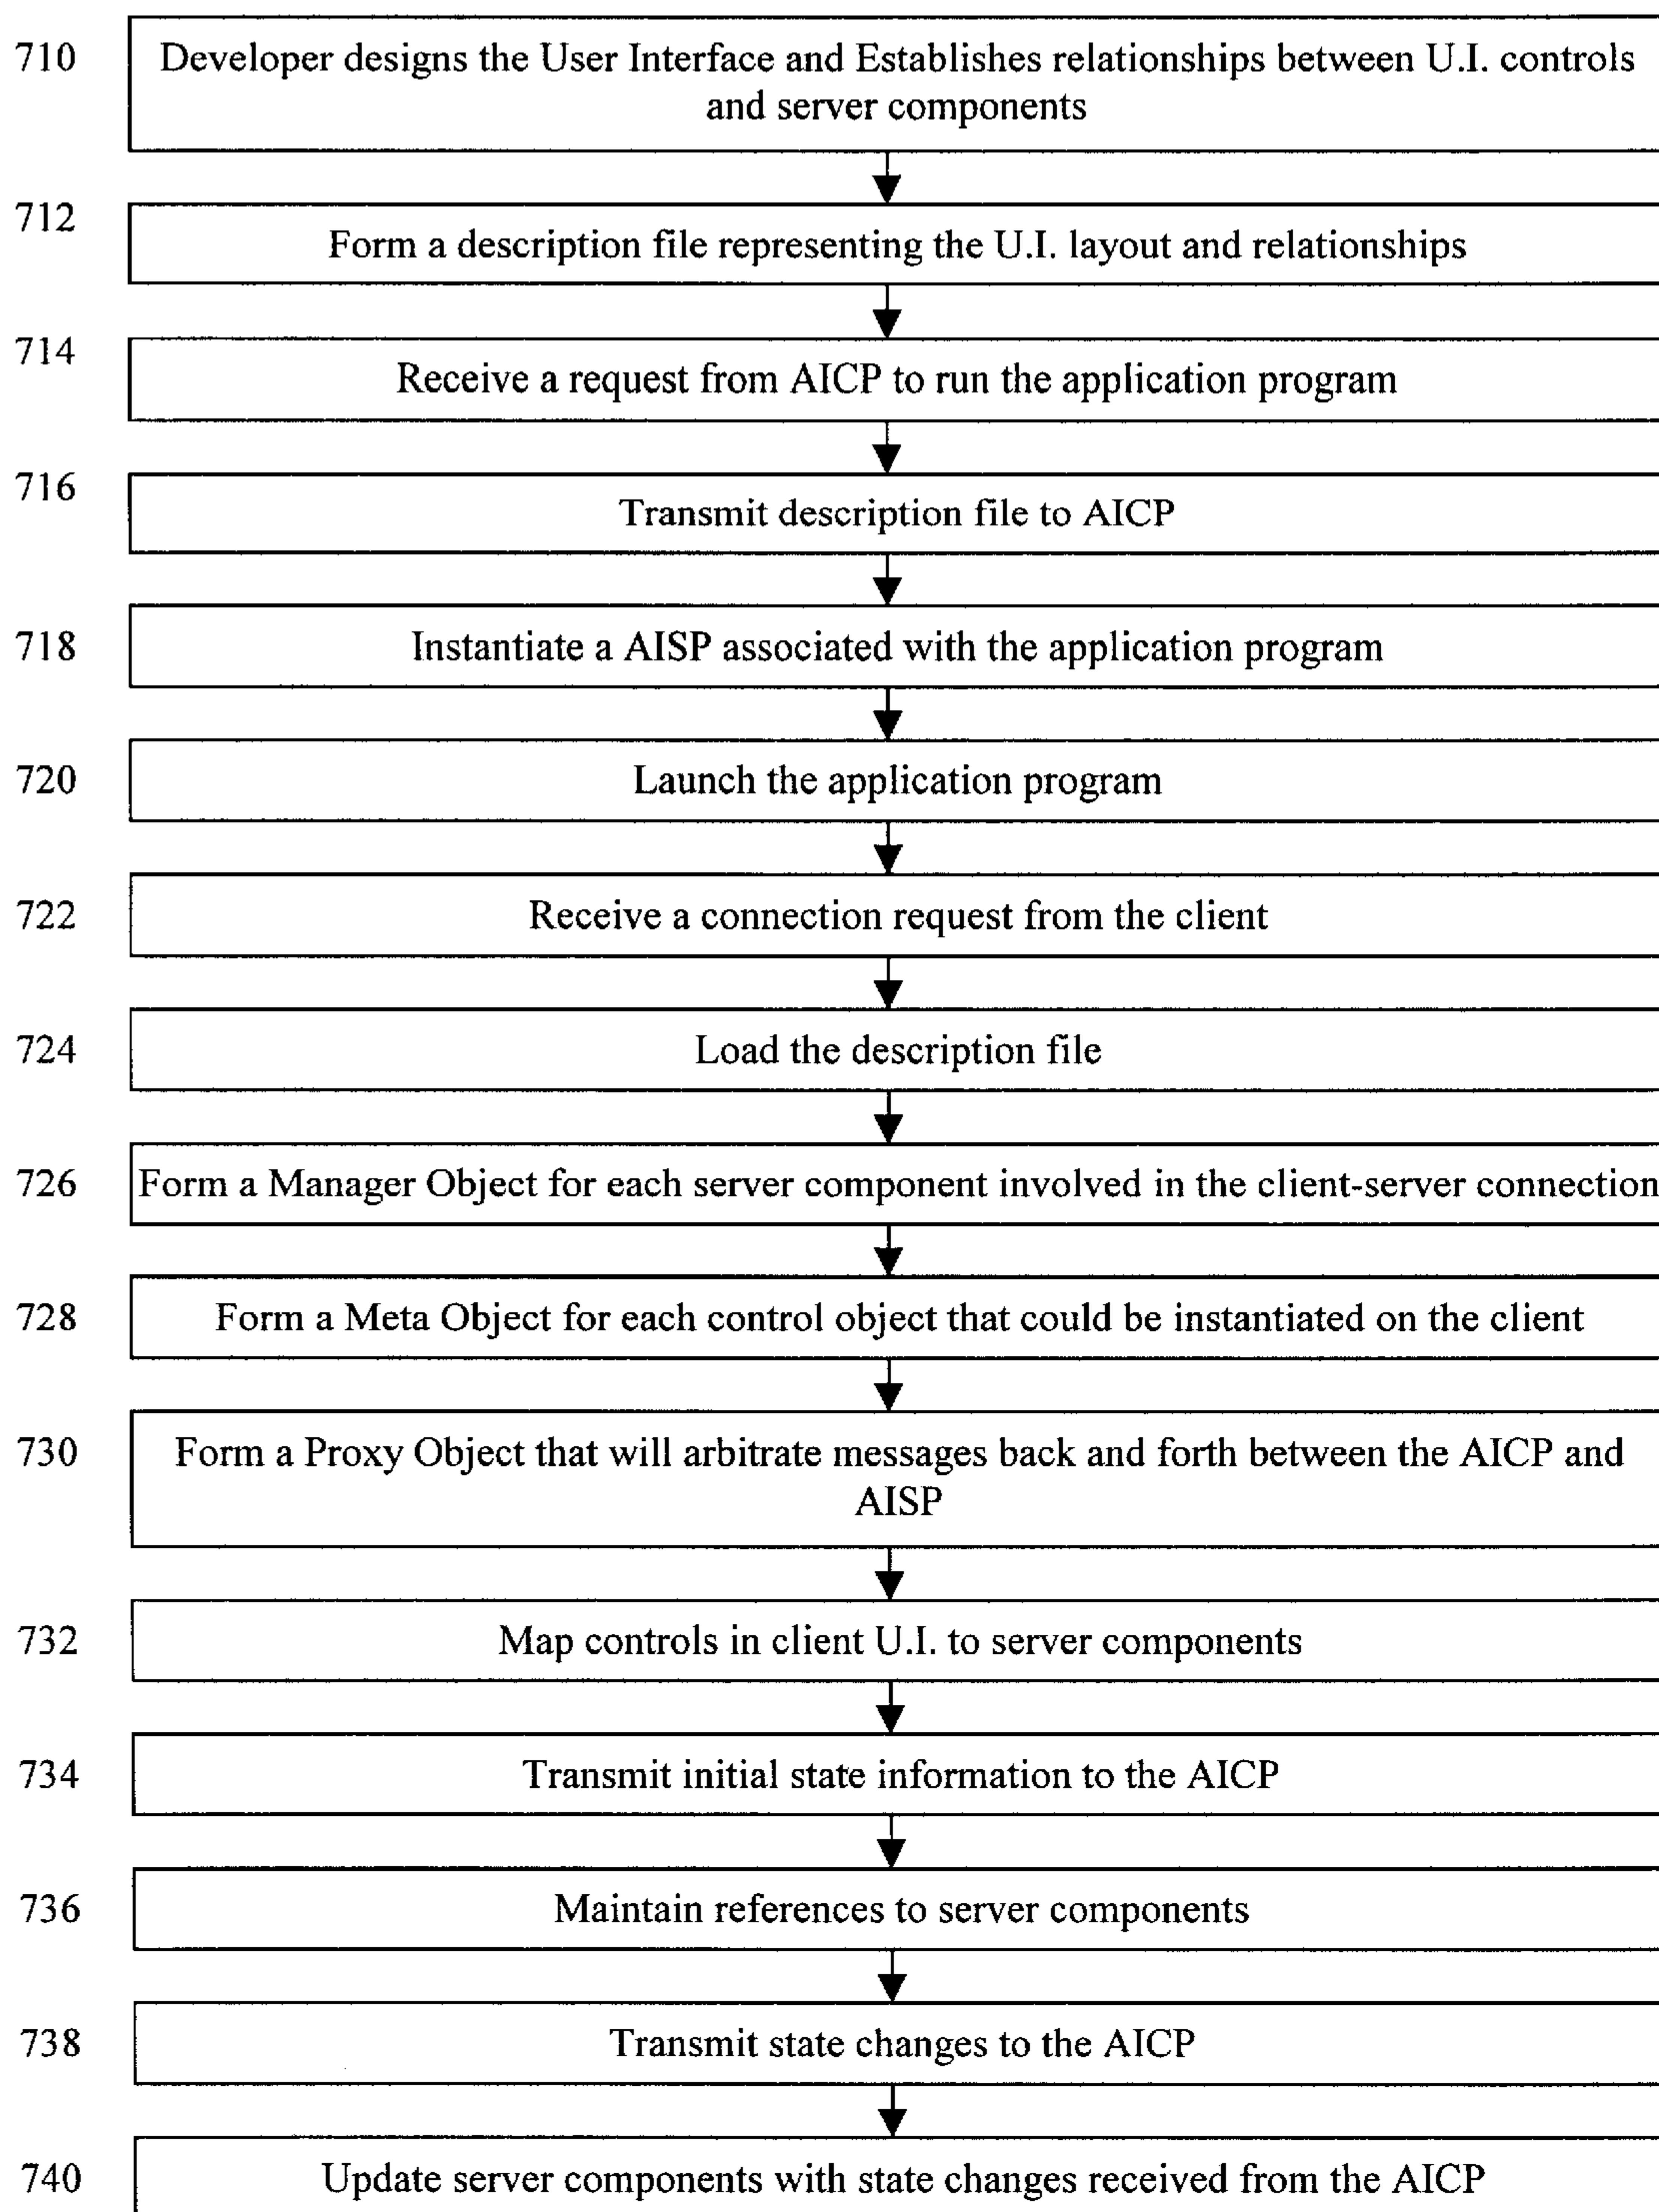 710
Developer designs the User Interface and Establishes relationships between U.I. controls
and server components
712
Form a description file representing the U.I. layout and relationships
714
Receive a request from AICP to run the application program
716
Transmit description file to AICP
718
Instantiate a AISP associated with the application program
720
Launch the application program
722
Receive a connection request from the client
724
Load the description file
726
Form a Manager Object for each server component involved in the client-server connection
728
Form a Meta Object for each control object that could be instantiated on the client
730
Form a Proxy Object that will arbitrate messages back and forth between the AICP and
AISP
732
Map controls in client U.I. to server components
734
Transmit initial state information to the AICP
736
Maintain references to server components
738
Transmit state changes to the AICP
740
Update server components with state changes received from the AICP